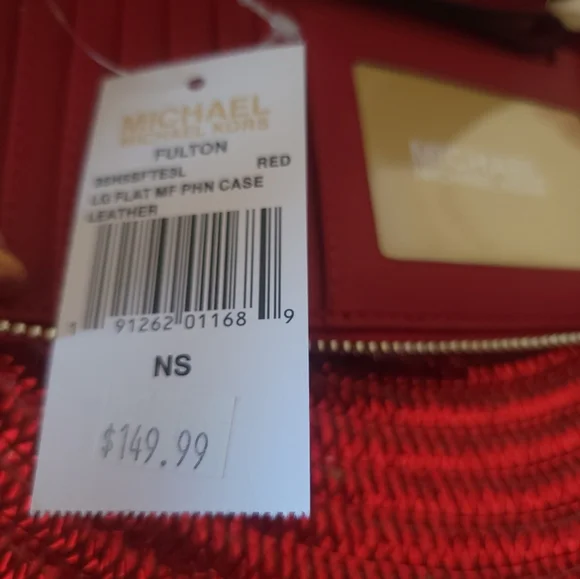 MICHAEL
MICHAEL KORS
FULTON
RED
LG FLAT MF PHN CASE
LEATHER
1 91262 01168 9
NS
$149.99